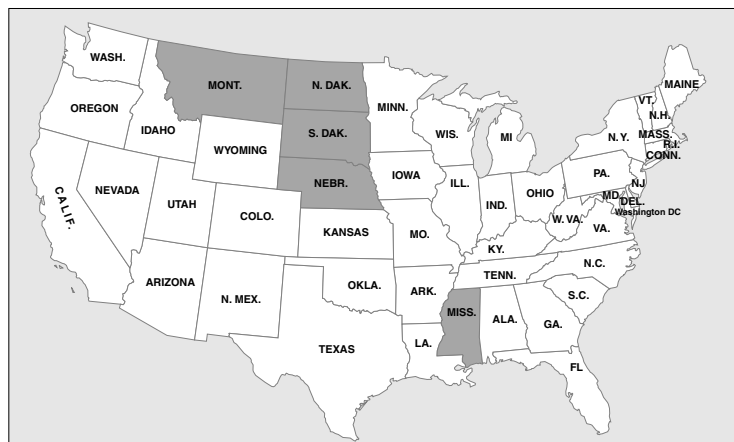 WASH.
MONT.
N. DAK.
MINN.
VT.
MAINE
OREGON
IDAHO
S. DAK.
WIS.
MI
N.Y.
N.H.
MASS.
R.I.
CONN.
WYOMING
NEBR.
IOWA
ILL.
IND.
OHIO
PA.
NJ
MD.
DEL.
Washington DC
NEVADA
UTAH
COLO.
KANSAS
MO.
KY.
W. VA.
VA.
CALIF.
ARIZONA
N. MEX.
OKLA.
ARK.
TENN.
N.C.
S.C.
TEXAS
LA.
MISS.
ALA.
GA.
FL